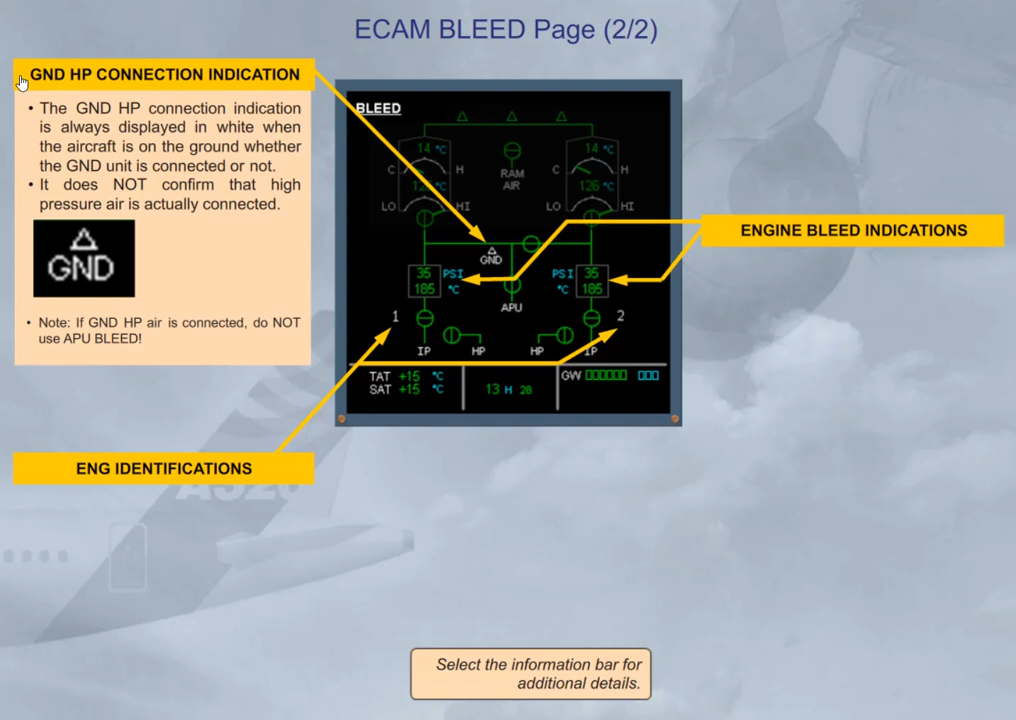 ECAM BLEED Page (2/2)
GND HP CONNECTION INDICATION
• The GND HP connection indication
is always displayed in white when
the aircraft is on the ground whether
the GND unit is connected or not.
• It does NOT confirm that high
pressure air is actually connected.
GND
• Note: If GND HP air is connected, do NOT
use APU BLEED!
ENG IDENTIFICATIONS
BLEED
14 °C
C H
°C
LO HI
RAM
AIR
14 °C
C H
126 °C
LO HI
GND
35 PSI
185 °C
APU
PSI 35
°C 185
1
2
IP HP HP IP
TAT +15 °C
SAT +15 °C
13 H 28
GW
ENGINE BLEED INDICATIONS
A320
Select the information bar for
additional details.